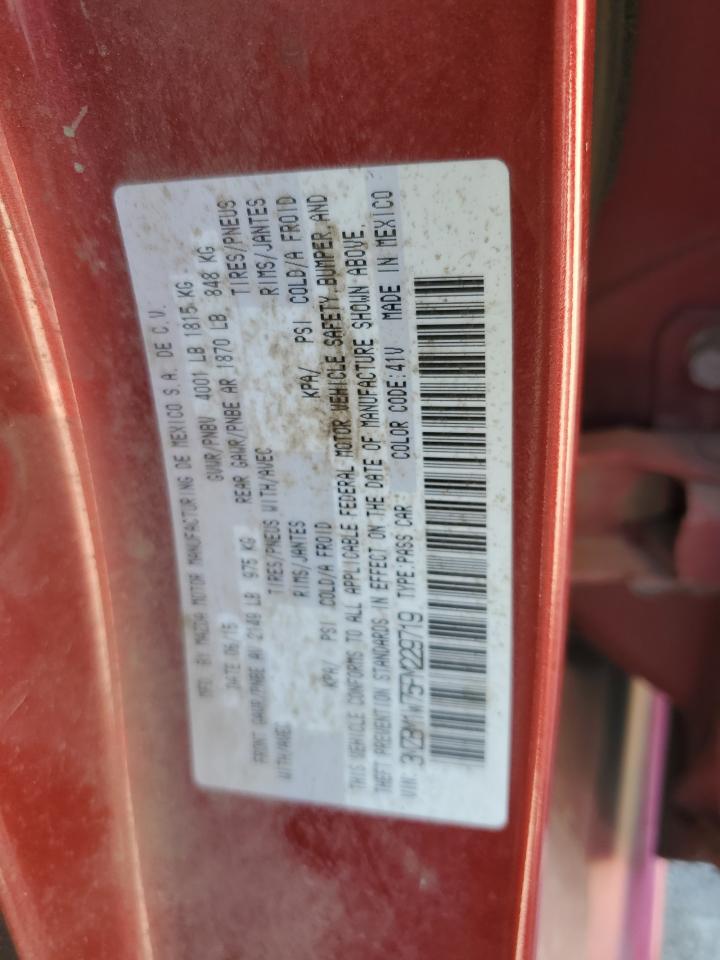 MFD. BY MAZDA MOTOR MANUFACTURING DE MEXICO S.A. DE C.V.
DATE: 06/15 GVWR/PNBV 4001 LB 1815 KG
FRONT GAWR/PNBE AV 2149 LB 975 KG REAR GAWR/PNBE AR 1870 LB 848 KG
WITH/AVEC TIRES/PNEUS WITH/AVEC TIRES/PNEUS
RIMS/JANTES RIMS/JANTES
KPA/ PSI COLD/A FROID KPA/ PSI COLD/A FROID
THIS VEHICLE CONFORMS TO ALL APPLICABLE FEDERAL MOTOR VEHICLE SAFETY, BUMPER, AND
THEFT PREVENTION STANDARDS IN EFFECT ON THE DATE OF MANUFACTURE SHOWN ABOVE.
VIN: 3MZBM1W75FM229719 TYPE:PASS CAR COLOR CODE:41V MADE IN MEXICO